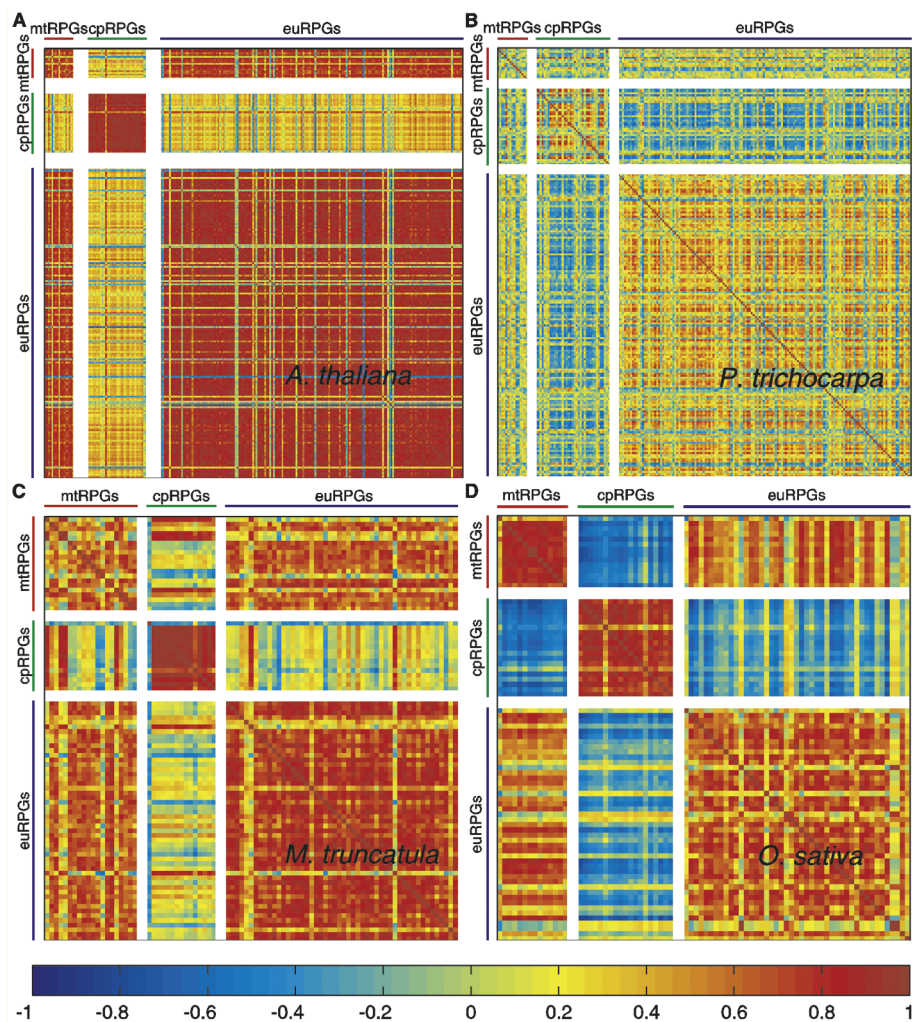 A
mtRPGs cpRPGs euRPGs
mtRPGs
cpRPGs
euRPGs
A. thaliana
B
mtRPGs cpRPGs euRPGs
mtRPGs
cpRPGs
euRPGs
P. trichocarpa
C
mtRPGs cpRPGs euRPGs
mtRPGs
cpRPGs
euRPGs
M. truncatula
D
mtRPGs cpRPGs euRPGs
mtRPGs
cpRPGs
euRPGs
O. sativa
-1 -0.8 -0.6 -0.4 -0.2 0 0.2 0.4 0.6 0.8 1